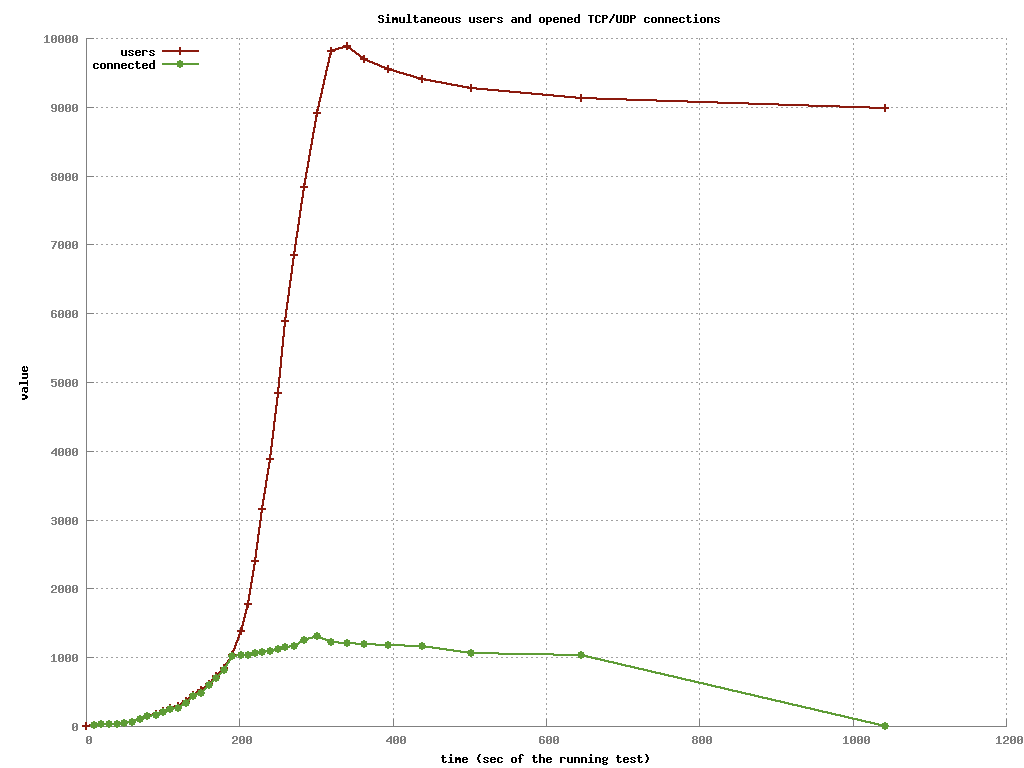 Simultaneous users and opened TCP/UDP connections
users
connected
10000
9000
8000
7000
6000
5000
4000
3000
2000
1000
0
value
0 200 400 600 800 1000 1200
time (sec of the running test)